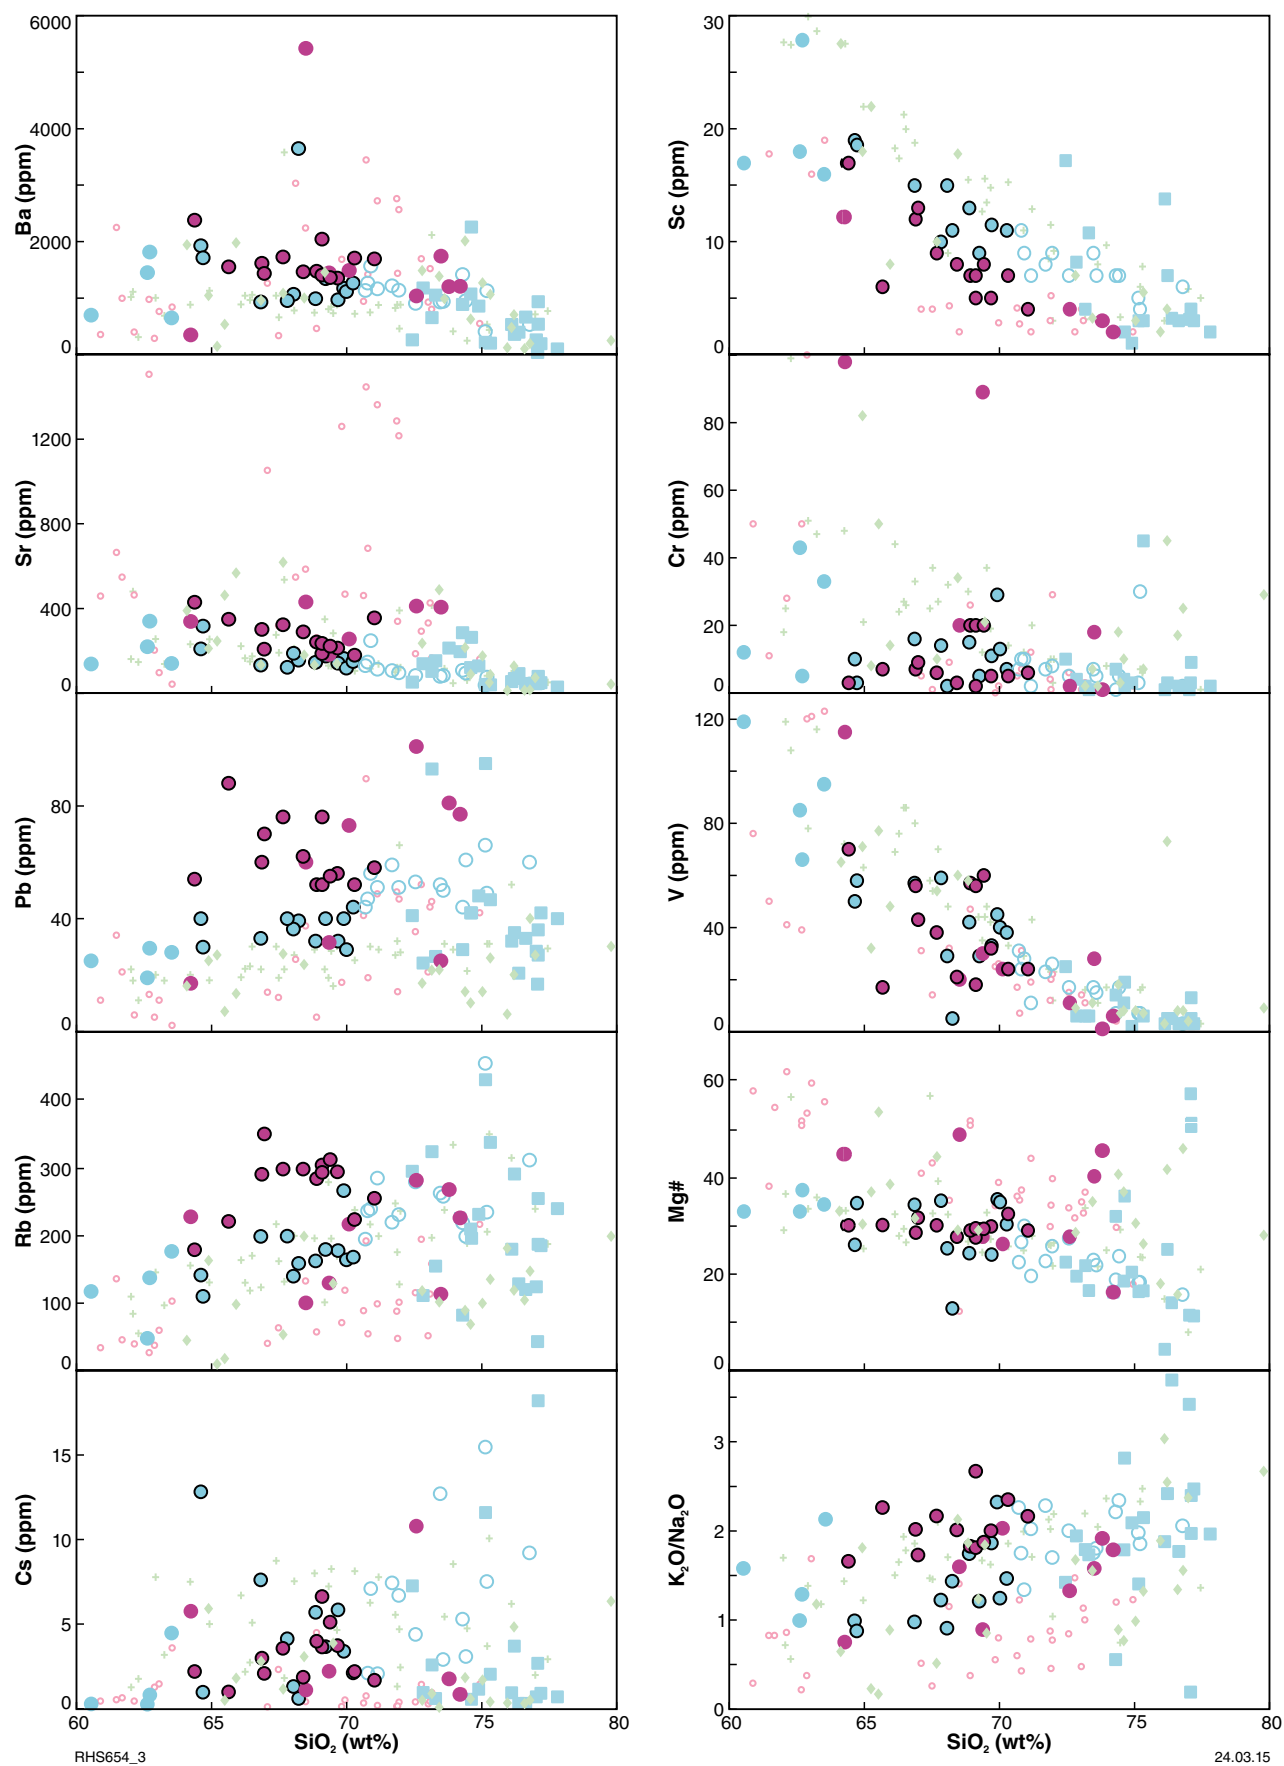 6000
4000
2000
0
Ba (ppm)
1200
800
400
0
Sr (ppm)
80
40
0
Pb (ppm)
400
300
200
100
0
Rb (ppm)
15
10
5
0
Cs (ppm)
60 65 70 75 80
SiO₂ (wt%)
RHS654_3
30
20
10
0
Sc (ppm)
80
60
40
20
0
Cr (ppm)
120
80
40
0
V (ppm)
60
40
20
0
Mg#
3
2
1
0
K₂O/Na₂O
60 65 70 75 80
SiO₂ (wt%)
24.03.15